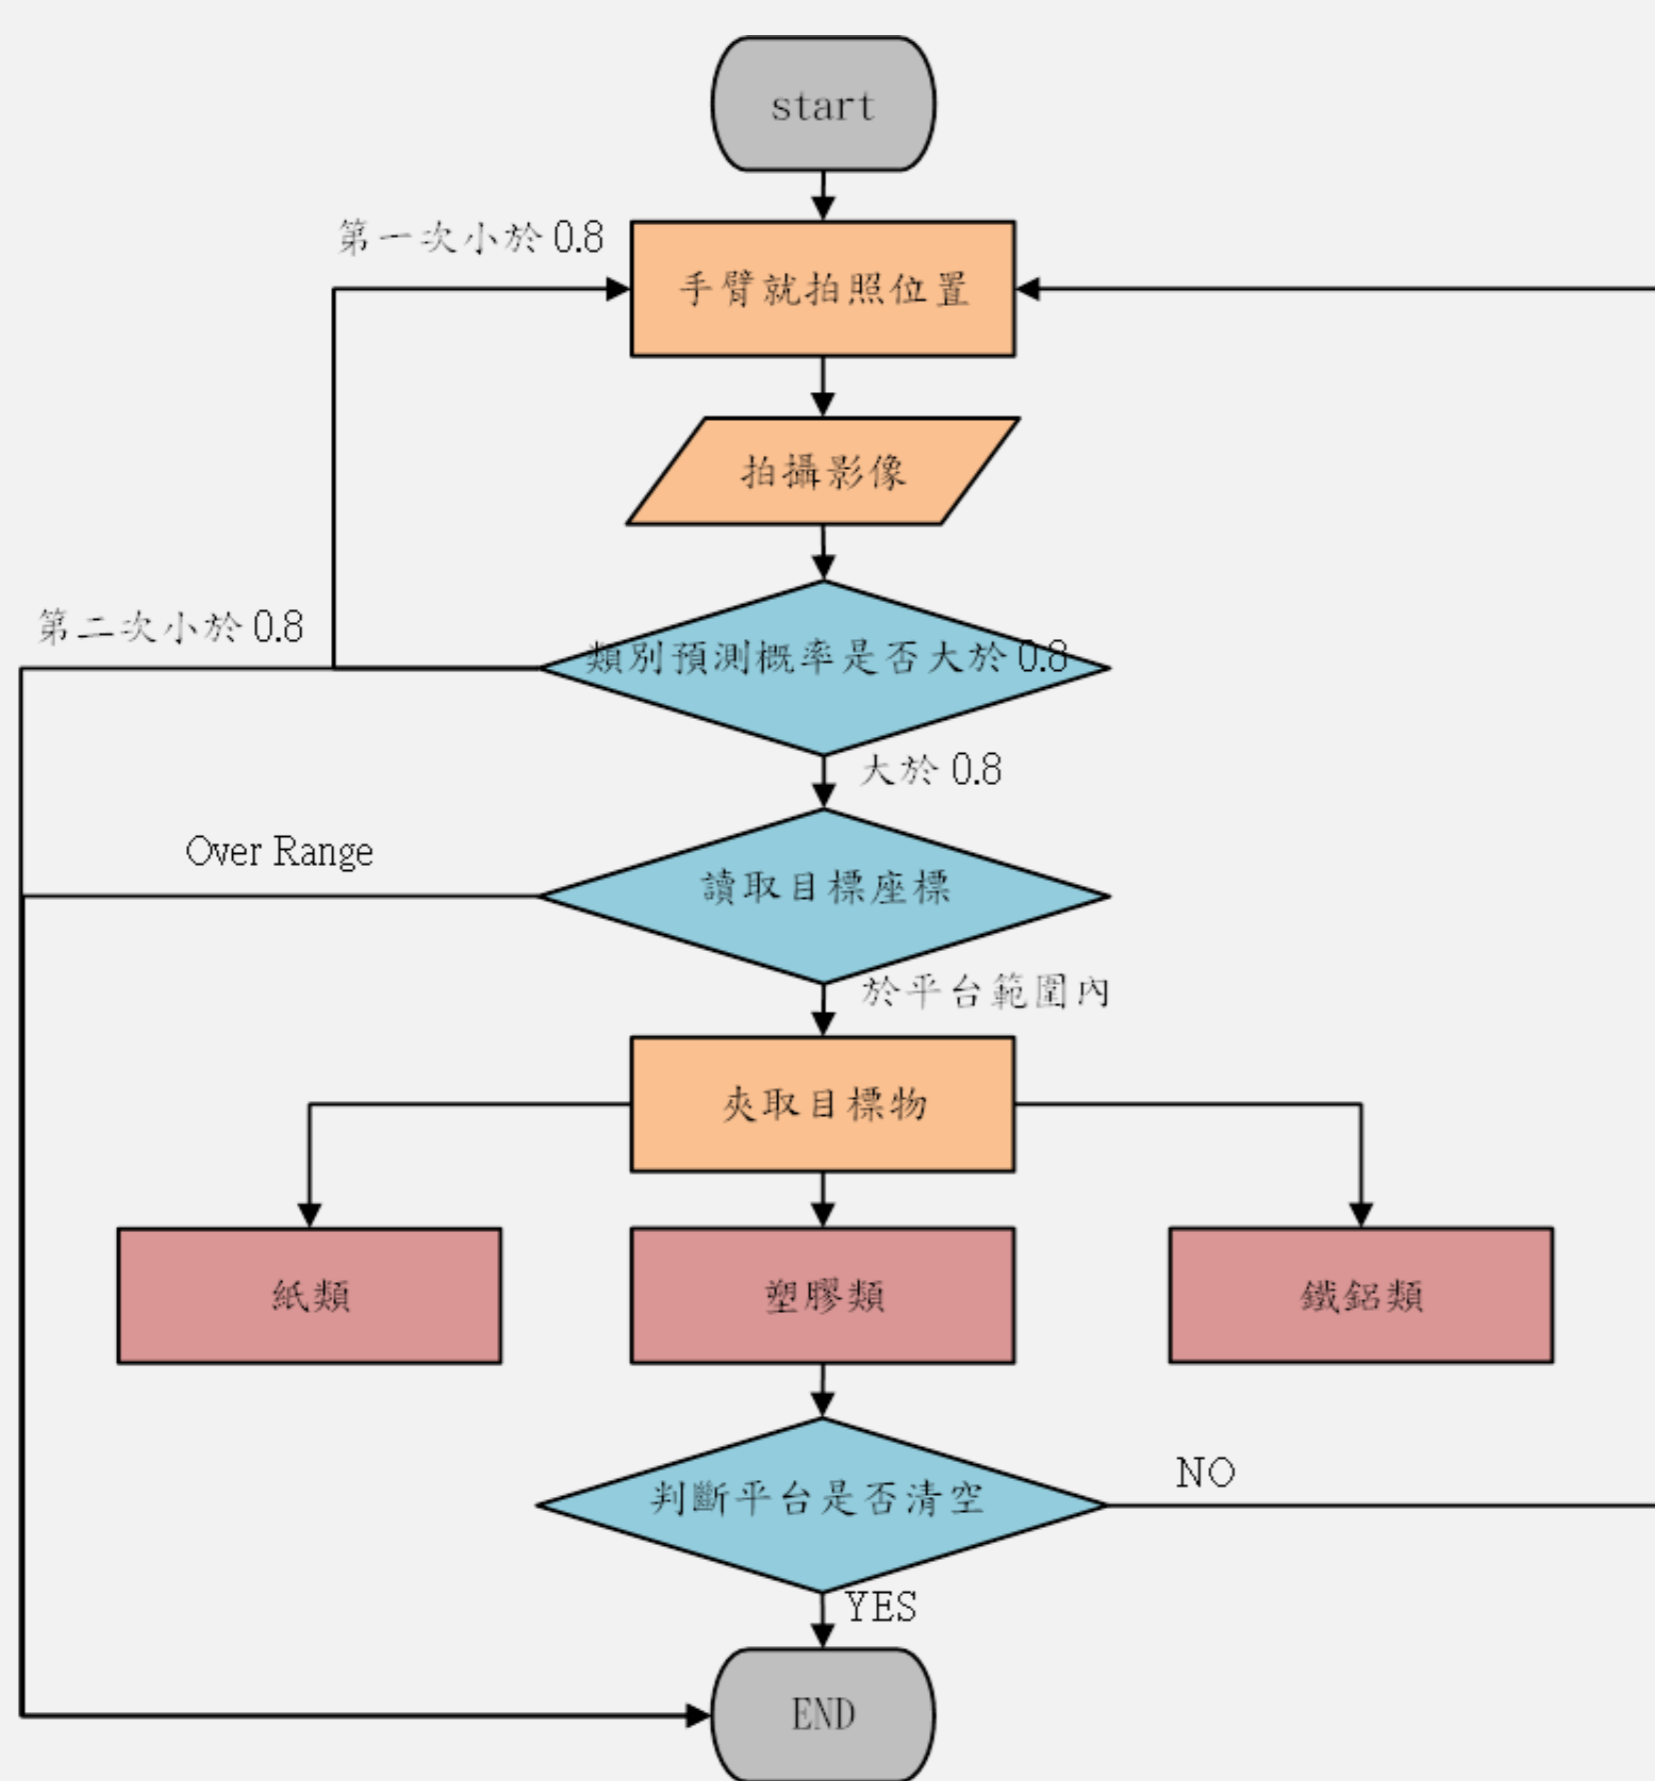 start
第一次小於 0.8
手臂就拍照位置
拍攝影像
第二次小於 0.8
類別預測概率是否大於 0.8
大於 0.8
Over Range
讀取目標座標
於平台範圍內
夾取目標物
紙類
塑膠類
鐵鋁類
判斷平台是否清空
NO
YES
END